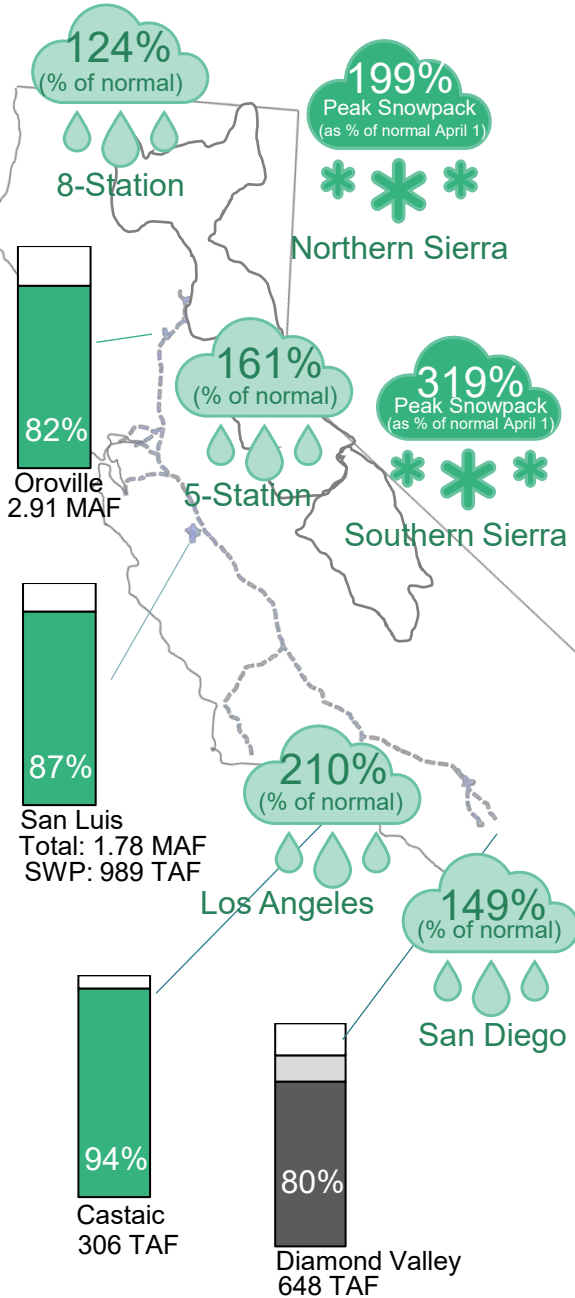 124%
(% of normal)
8-Station
199%
Peak Snowpack
(as % of normal April 1)
Northern Sierra
82%
Oroville
2.91 MAF
161%
(% of normal)
5-Station
319%
Peak Snowpack
(as % of normal April 1)
Southern Sierra
87%
San Luis
Total: 1.78 MAF
SWP: 989 TAF
210%
(% of normal)
Los Angeles
149%
(% of normal)
San Diego
94%
Castaic
306 TAF
80%
Diamond Valley
648 TAF